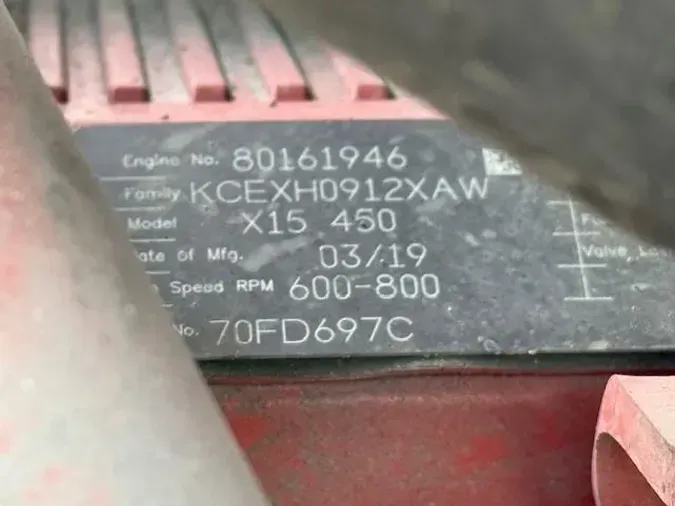 Engine No. 80161946
Family KCEXH0912XAW
Model X15 450
ate of Mfg. 03/19
Speed RPM 600-800
No. 70FD697C
Valve